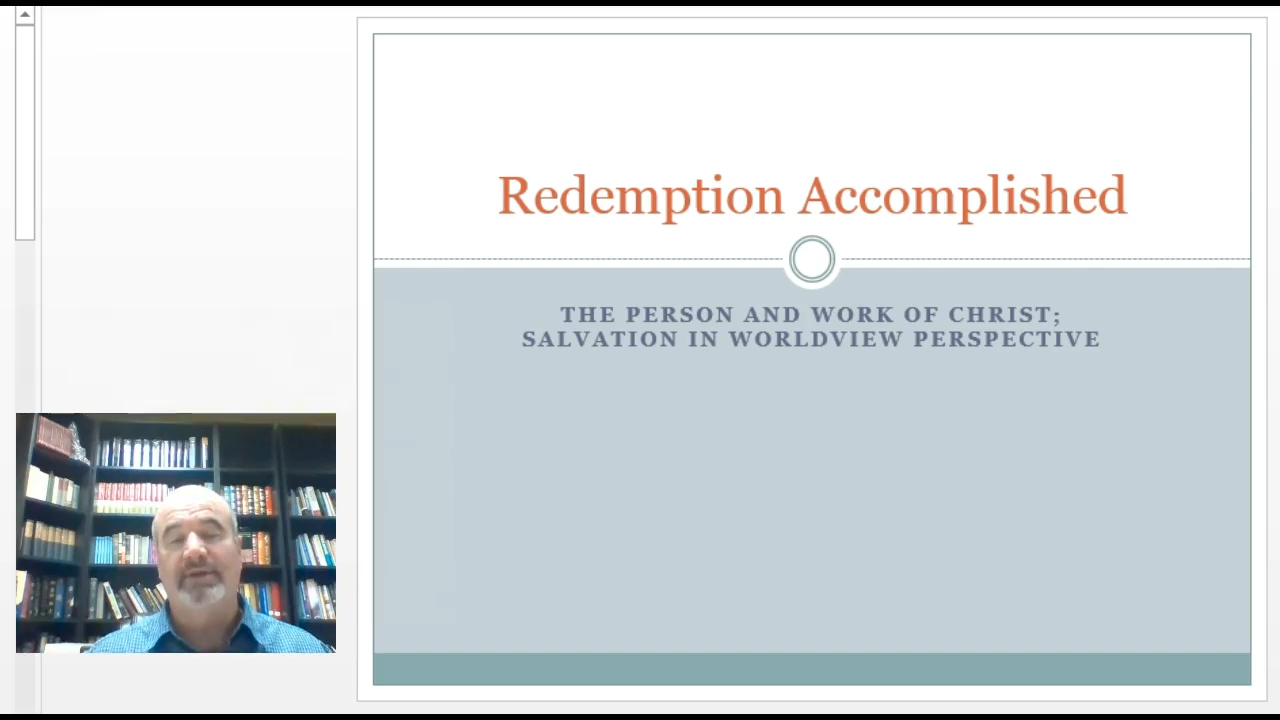 Redemption Accomplished
THE PERSON AND WORK OF CHRIST;
SALVATION IN WORLDVIEW PERSPECTIVE